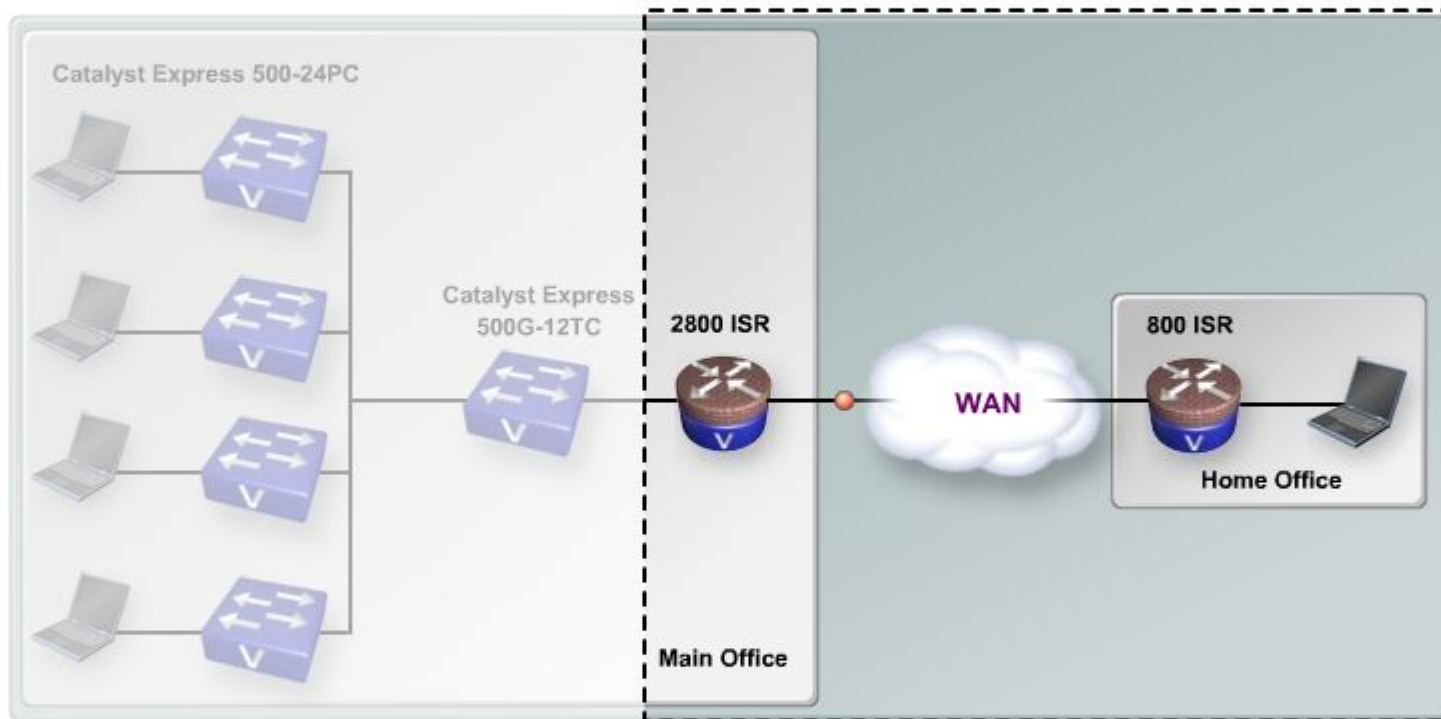 Catalyst Express 500-24PC
V
V
V
V
Catalyst Express
500G-12TC
V
2800 ISR
V
Main Office
WAN
800 ISR
V
Home Office